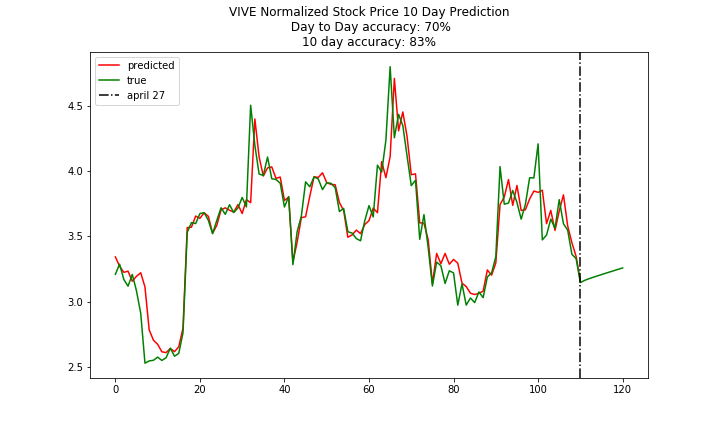 VIVE Normalized Stock Price 10 Day Prediction
Day to Day accuracy: 70%
10 day accuracy: 83%
predicted
true
april 27
4.5
4.0
3.5
3.0
2.5
0
20
40
60
80
100
120